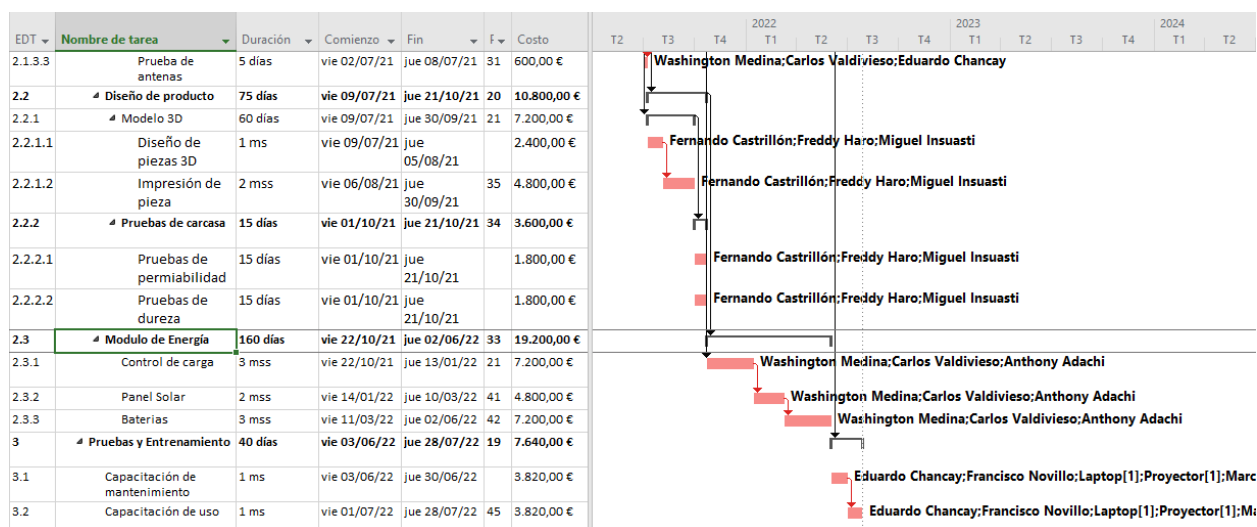 2022 2023 2024
EDT Nombre de tarea Duración Comienzo Fin F Costo T2 T3 T4 T1 T2 T3 T4 T1 T2 T3 T4 T1 T2
2.1.3.3 Prueba de antenas 5 días vie 02/07/21 jue 08/07/21 31 600,00 € Washington Medina;Carlos Valdivieso;Eduardo Chancay
2.2 Diseño de producto 75 días vie 09/07/21 jue 21/10/21 20 10.800,00 €
2.2.1 Modelo 3D 60 días vie 09/07/21 jue 30/09/21 21 7.200,00 €
2.2.1.1 Diseño de piezas 3D 1 ms vie 09/07/21 jue 05/08/21 2.400,00 € Fernando Castrillón;Freddy Haro;Miguel Insuasti
2.2.1.2 Impresión de pieza 2 mss vie 06/08/21 jue 30/09/21 35 4.800,00 € Fernando Castrillón;Freddy Haro;Miguel Insuasti
2.2.2 Pruebas de carcasa 15 días vie 01/10/21 jue 21/10/21 34 3.600,00 €
2.2.2.1 Pruebas de permiabilidad 15 días vie 01/10/21 jue 21/10/21 1.800,00 € Fernando Castrillón;Freddy Haro;Miguel Insuasti
2.2.2.2 Pruebas de dureza 15 días vie 01/10/21 jue 21/10/21 1.800,00 € Fernando Castrillón;Freddy Haro;Miguel Insuasti
2.3 Modulo de Energía 160 días vie 22/10/21 jue 02/06/22 33 19.200,00 €
2.3.1 Control de carga 3 mss vie 22/10/21 jue 13/01/22 21 7.200,00 € Washington Medina;Carlos Valdivieso;Anthony Adachi
2.3.2 Panel Solar 2 mss vie 14/01/22 jue 10/03/22 41 4.800,00 € Washington Medina;Carlos Valdivieso;Anthony Adachi
2.3.3 Baterias 3 mss vie 11/03/22 jue 02/06/22 42 7.200,00 € Washington Medina;Carlos Valdivieso;Anthony Adachi
3 Pruebas y Entrenamiento 40 días vie 03/06/22 jue 28/07/22 19 7.640,00 €
3.1 Capacitación de mantenimiento 1 ms vie 03/06/22 jue 30/06/22 3.820,00 € Eduardo Chancay;Francisco Novillo;Laptop[1];Proyector[1];Marc
3.2 Capacitación de uso 1 ms vie 01/07/22 jue 28/07/22 45 3.820,00 € Eduardo Chancay;Francisco Novillo;Laptop[1];Proyector[1];Ma